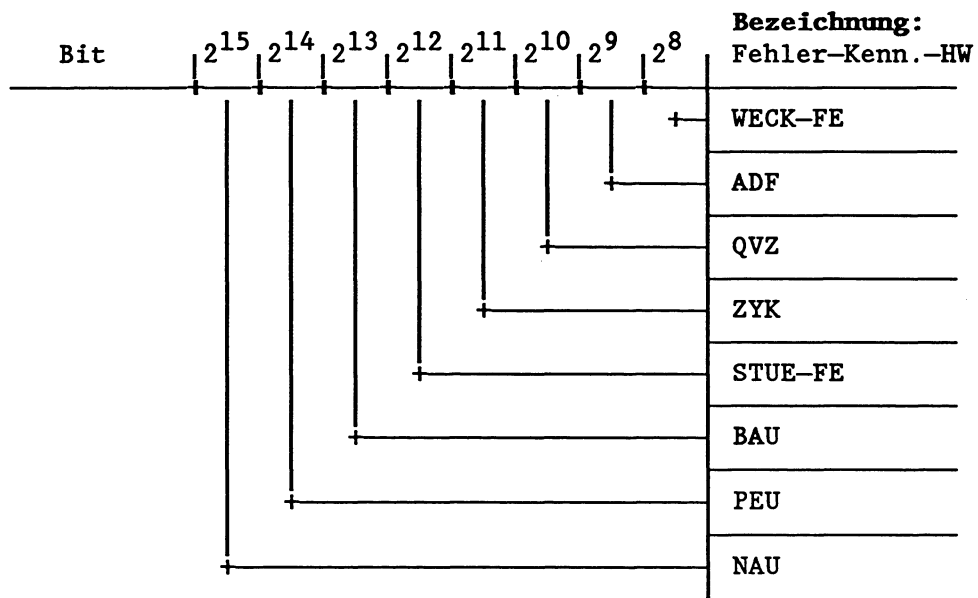 Bezeichnung:
Bit 2^15 2^14 2^13 2^12 2^11 2^10 2^9 2^8 Fehler–Kenn.–HW
WECK–FE
ADF
QVZ
ZYK
STUE–FE
BAU
PEU
NAU